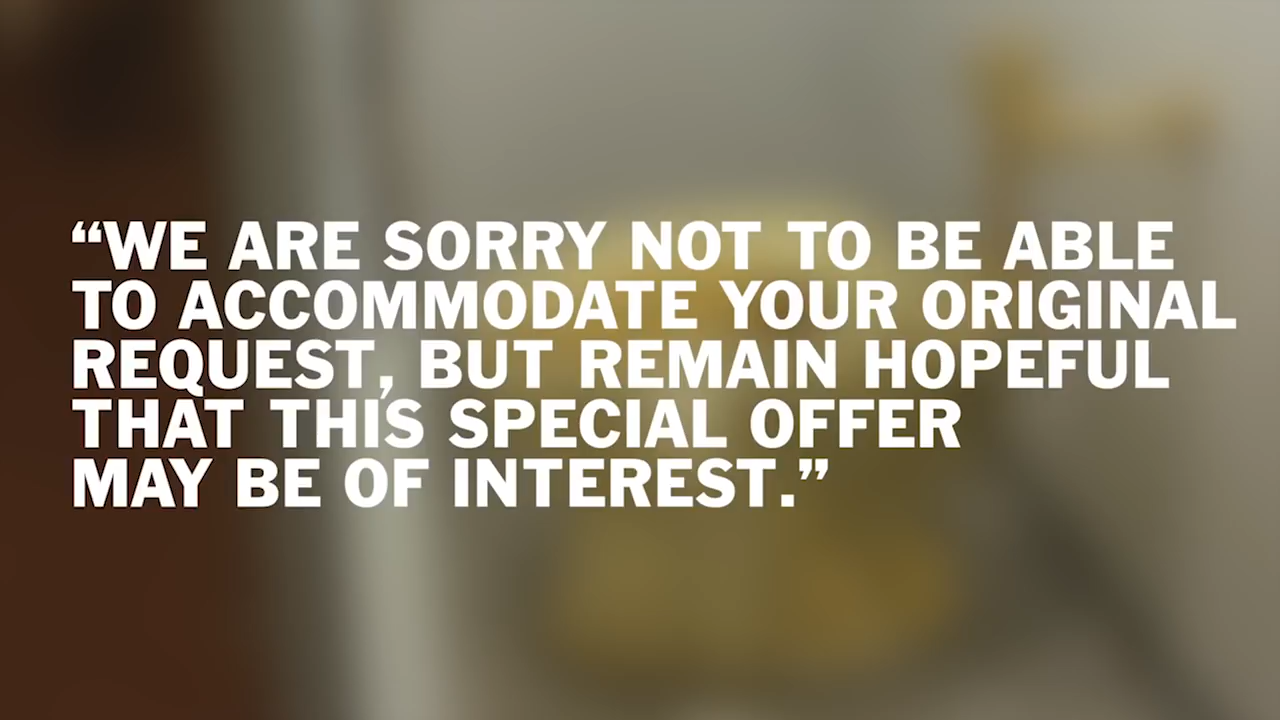 “WE ARE SORRY NOT TO BE ABLE
TO ACCOMMODATE YOUR ORIGINAL
REQUEST, BUT REMAIN HOPEFUL
THAT THIS SPECIAL OFFER
MAY BE OF INTEREST.”